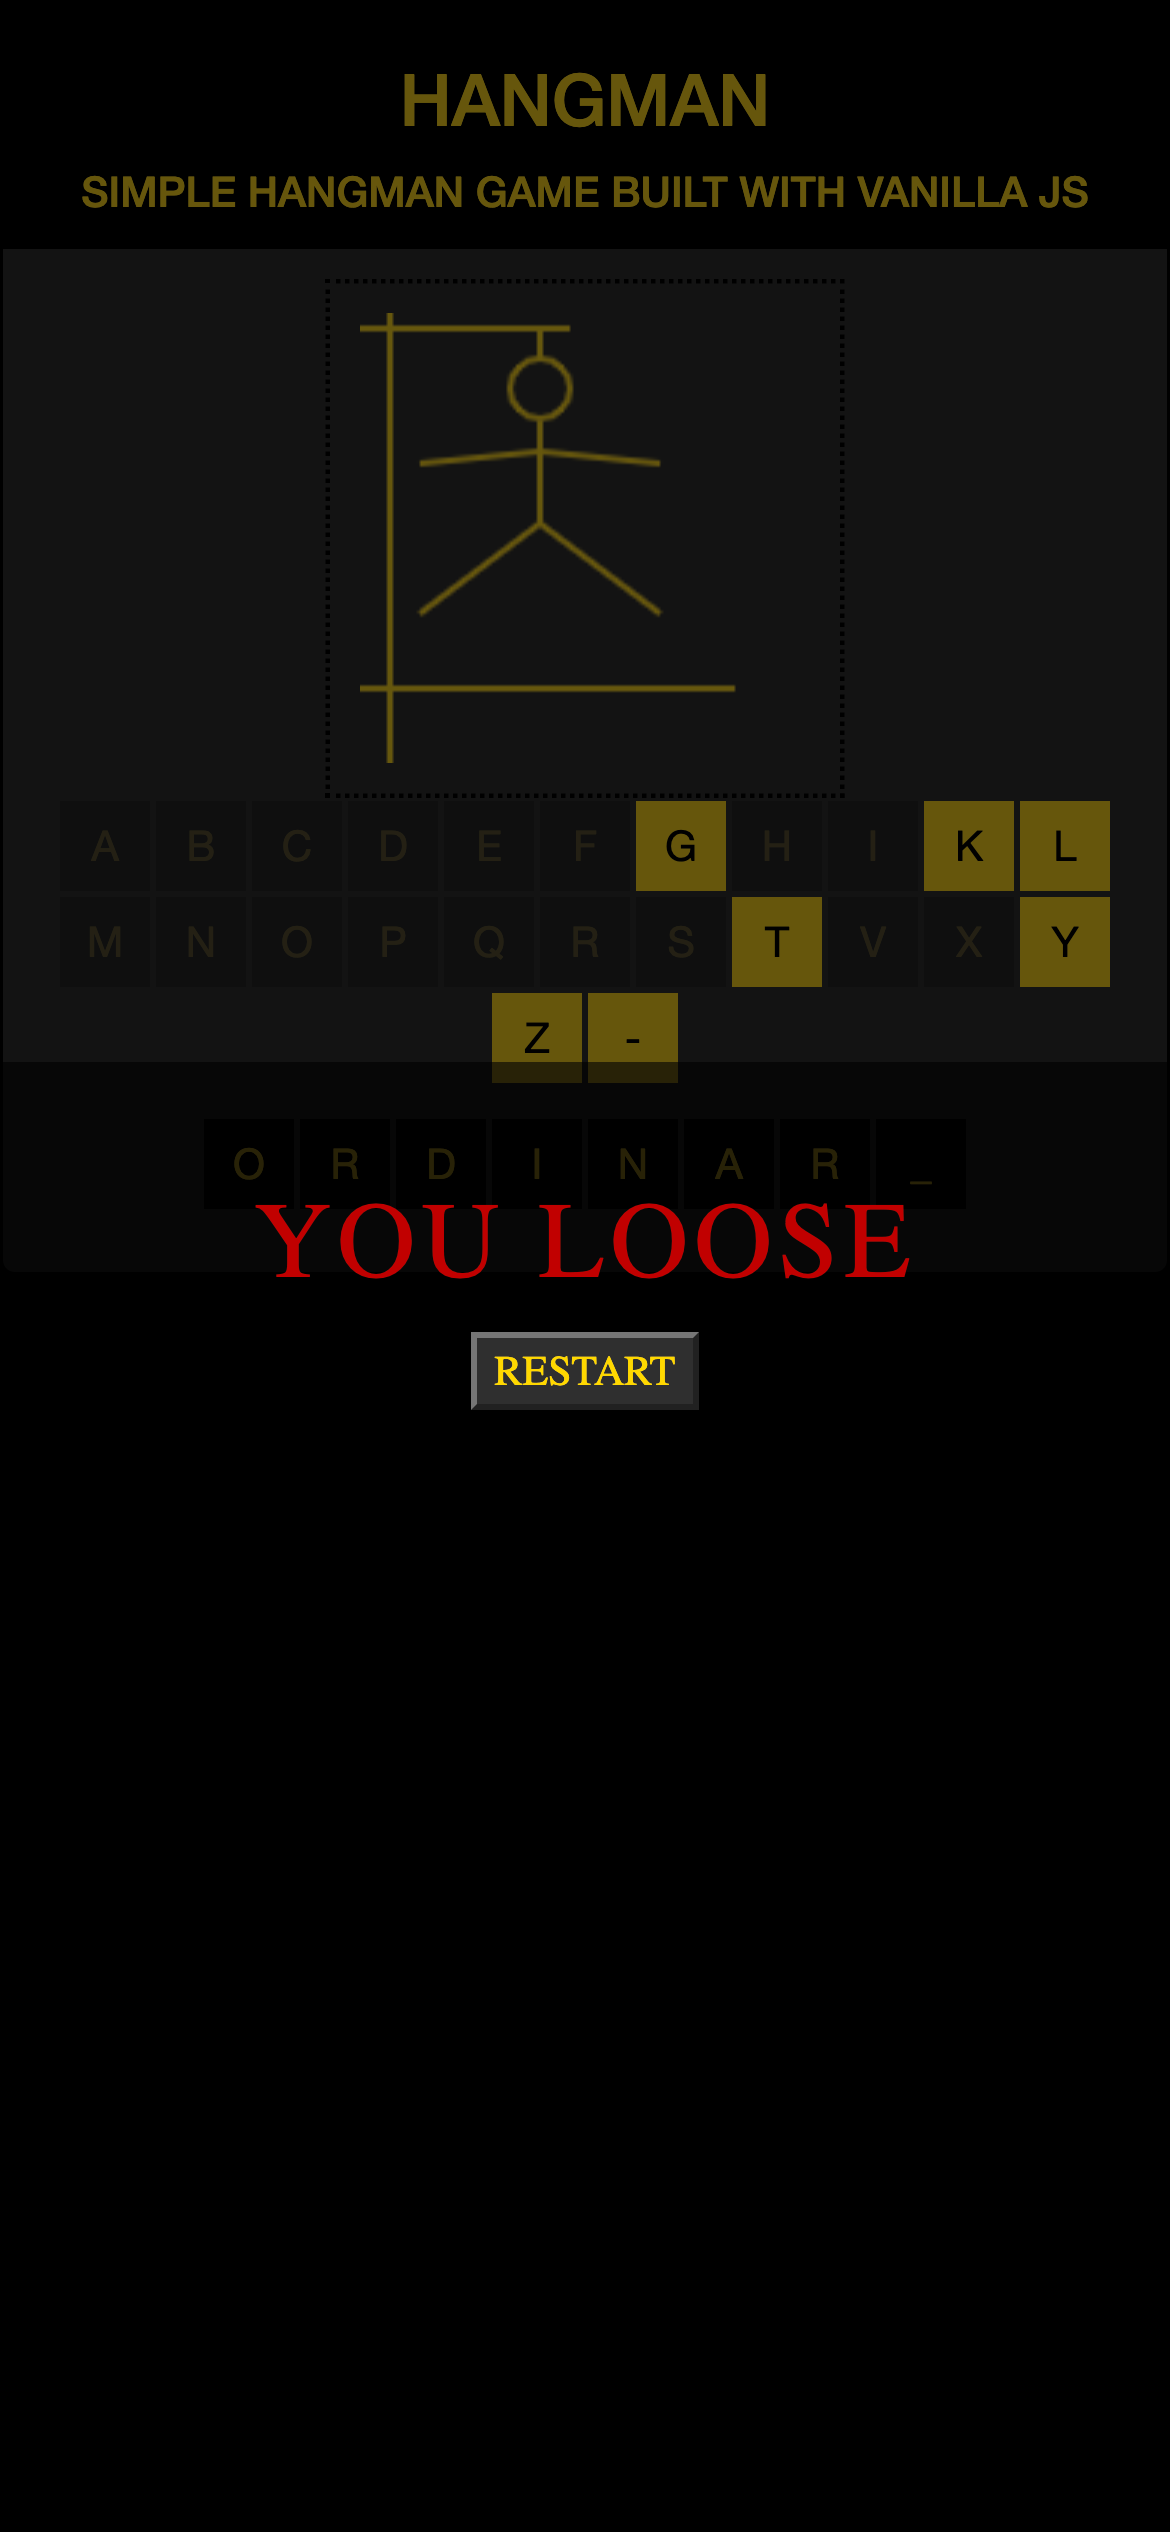 HANGMAN
SIMPLE HANGMAN GAME BUILT WITH VANILLA JS
A B C D E F G H I K L
M N O P Q R S T V X Y
Z -
O R D I N A R _
YOU LOOSE
RESTART